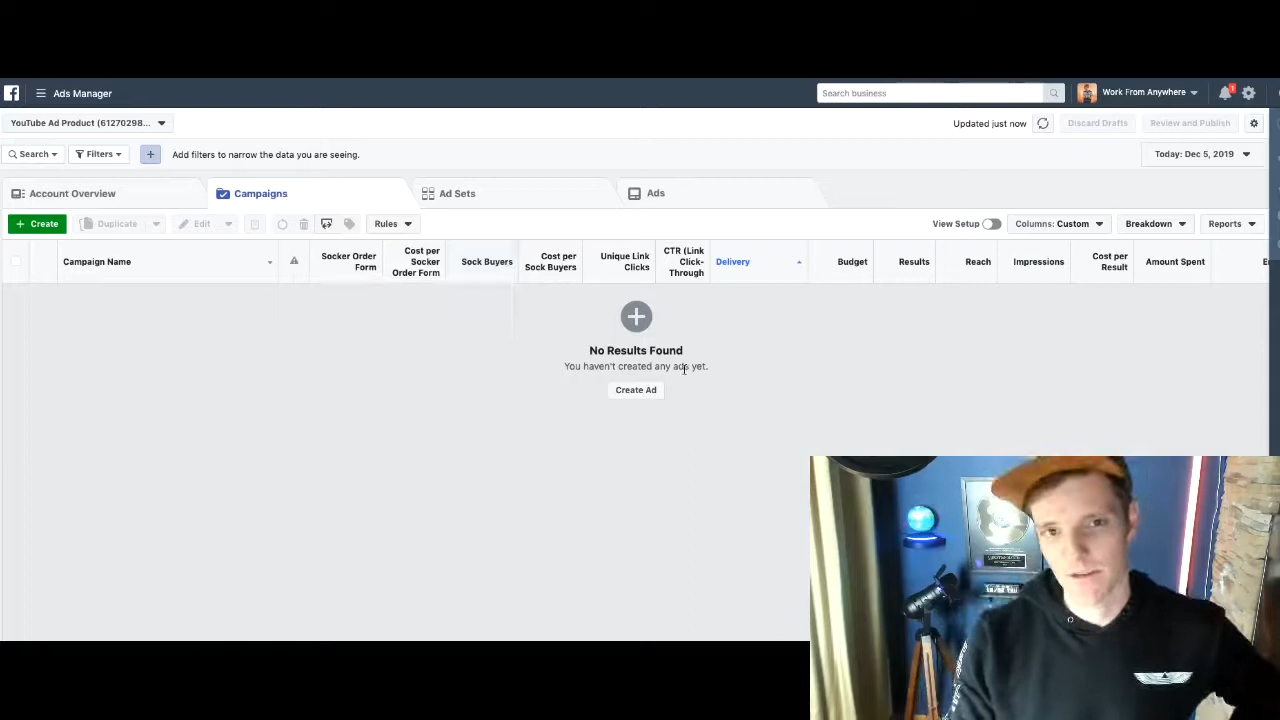 Ads Manager
Search business
Work From Anywhere
1
YouTube Ad Product (61270298...
Updated just now
Discard Drafts
Review and Publish
Search
Filters
Add filters to narrow the data you are seeing.
Today: Dec 5, 2019
Account Overview
Campaigns
Ad Sets
Ads
+ Create
Duplicate
Edit
Rules
View Setup
Columns: Custom
Breakdown
Reports
Campaign Name
Socker Order
Form
Cost per
Socker
Order Form
Sock Buyers
Cost per
Sock Buyers
Unique Link
Clicks
CTR (Link
Click-
Through
Delivery
Budget
Results
Reach
Impressions
Cost per
Result
Amount Spent
No Results Found
You haven't created any ads yet.
Create Ad